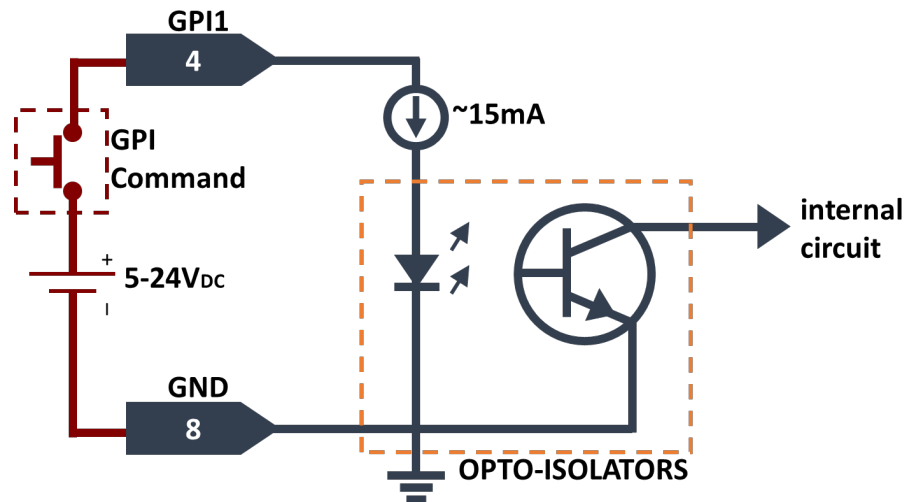 GPI1
4
~15mA
GPI
Command
internal
circuit
+
5-24VDC
–
GND
8
OPTO-ISOLATORS